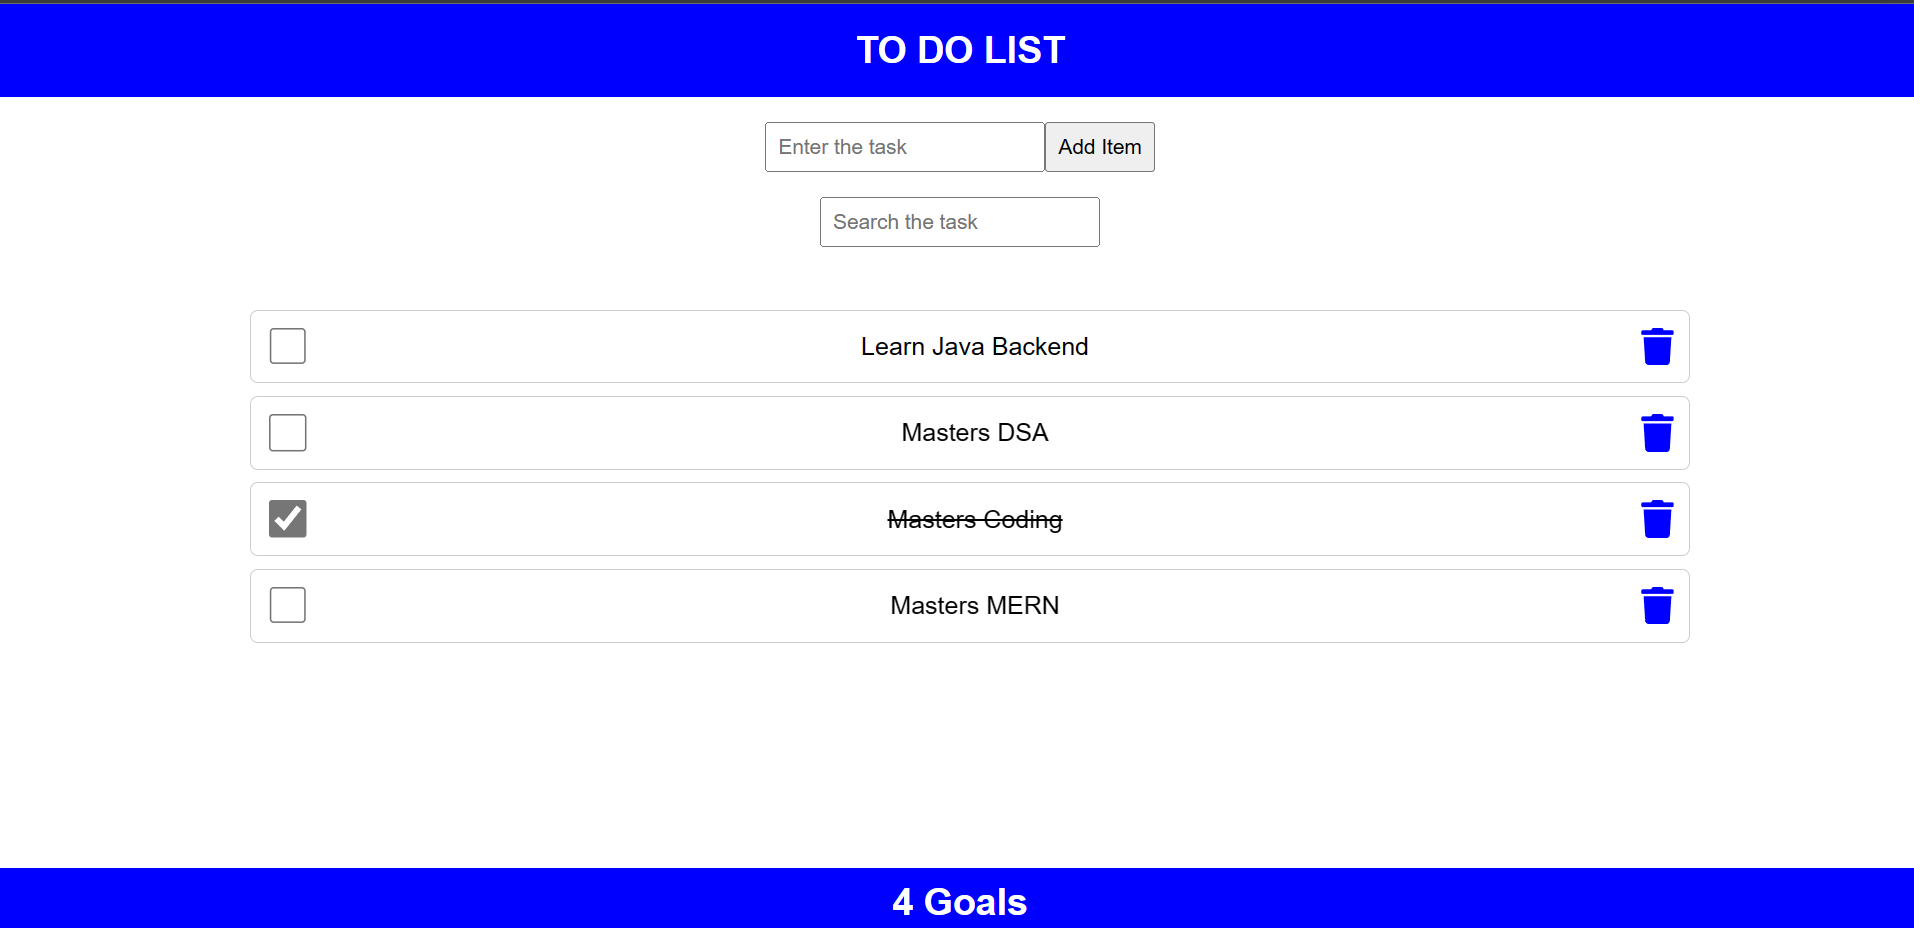 TO DO LIST
Enter the task Add Item
Search the task
Learn Java Backend
Masters DSA
Masters Coding
Masters MERN
4 Goals